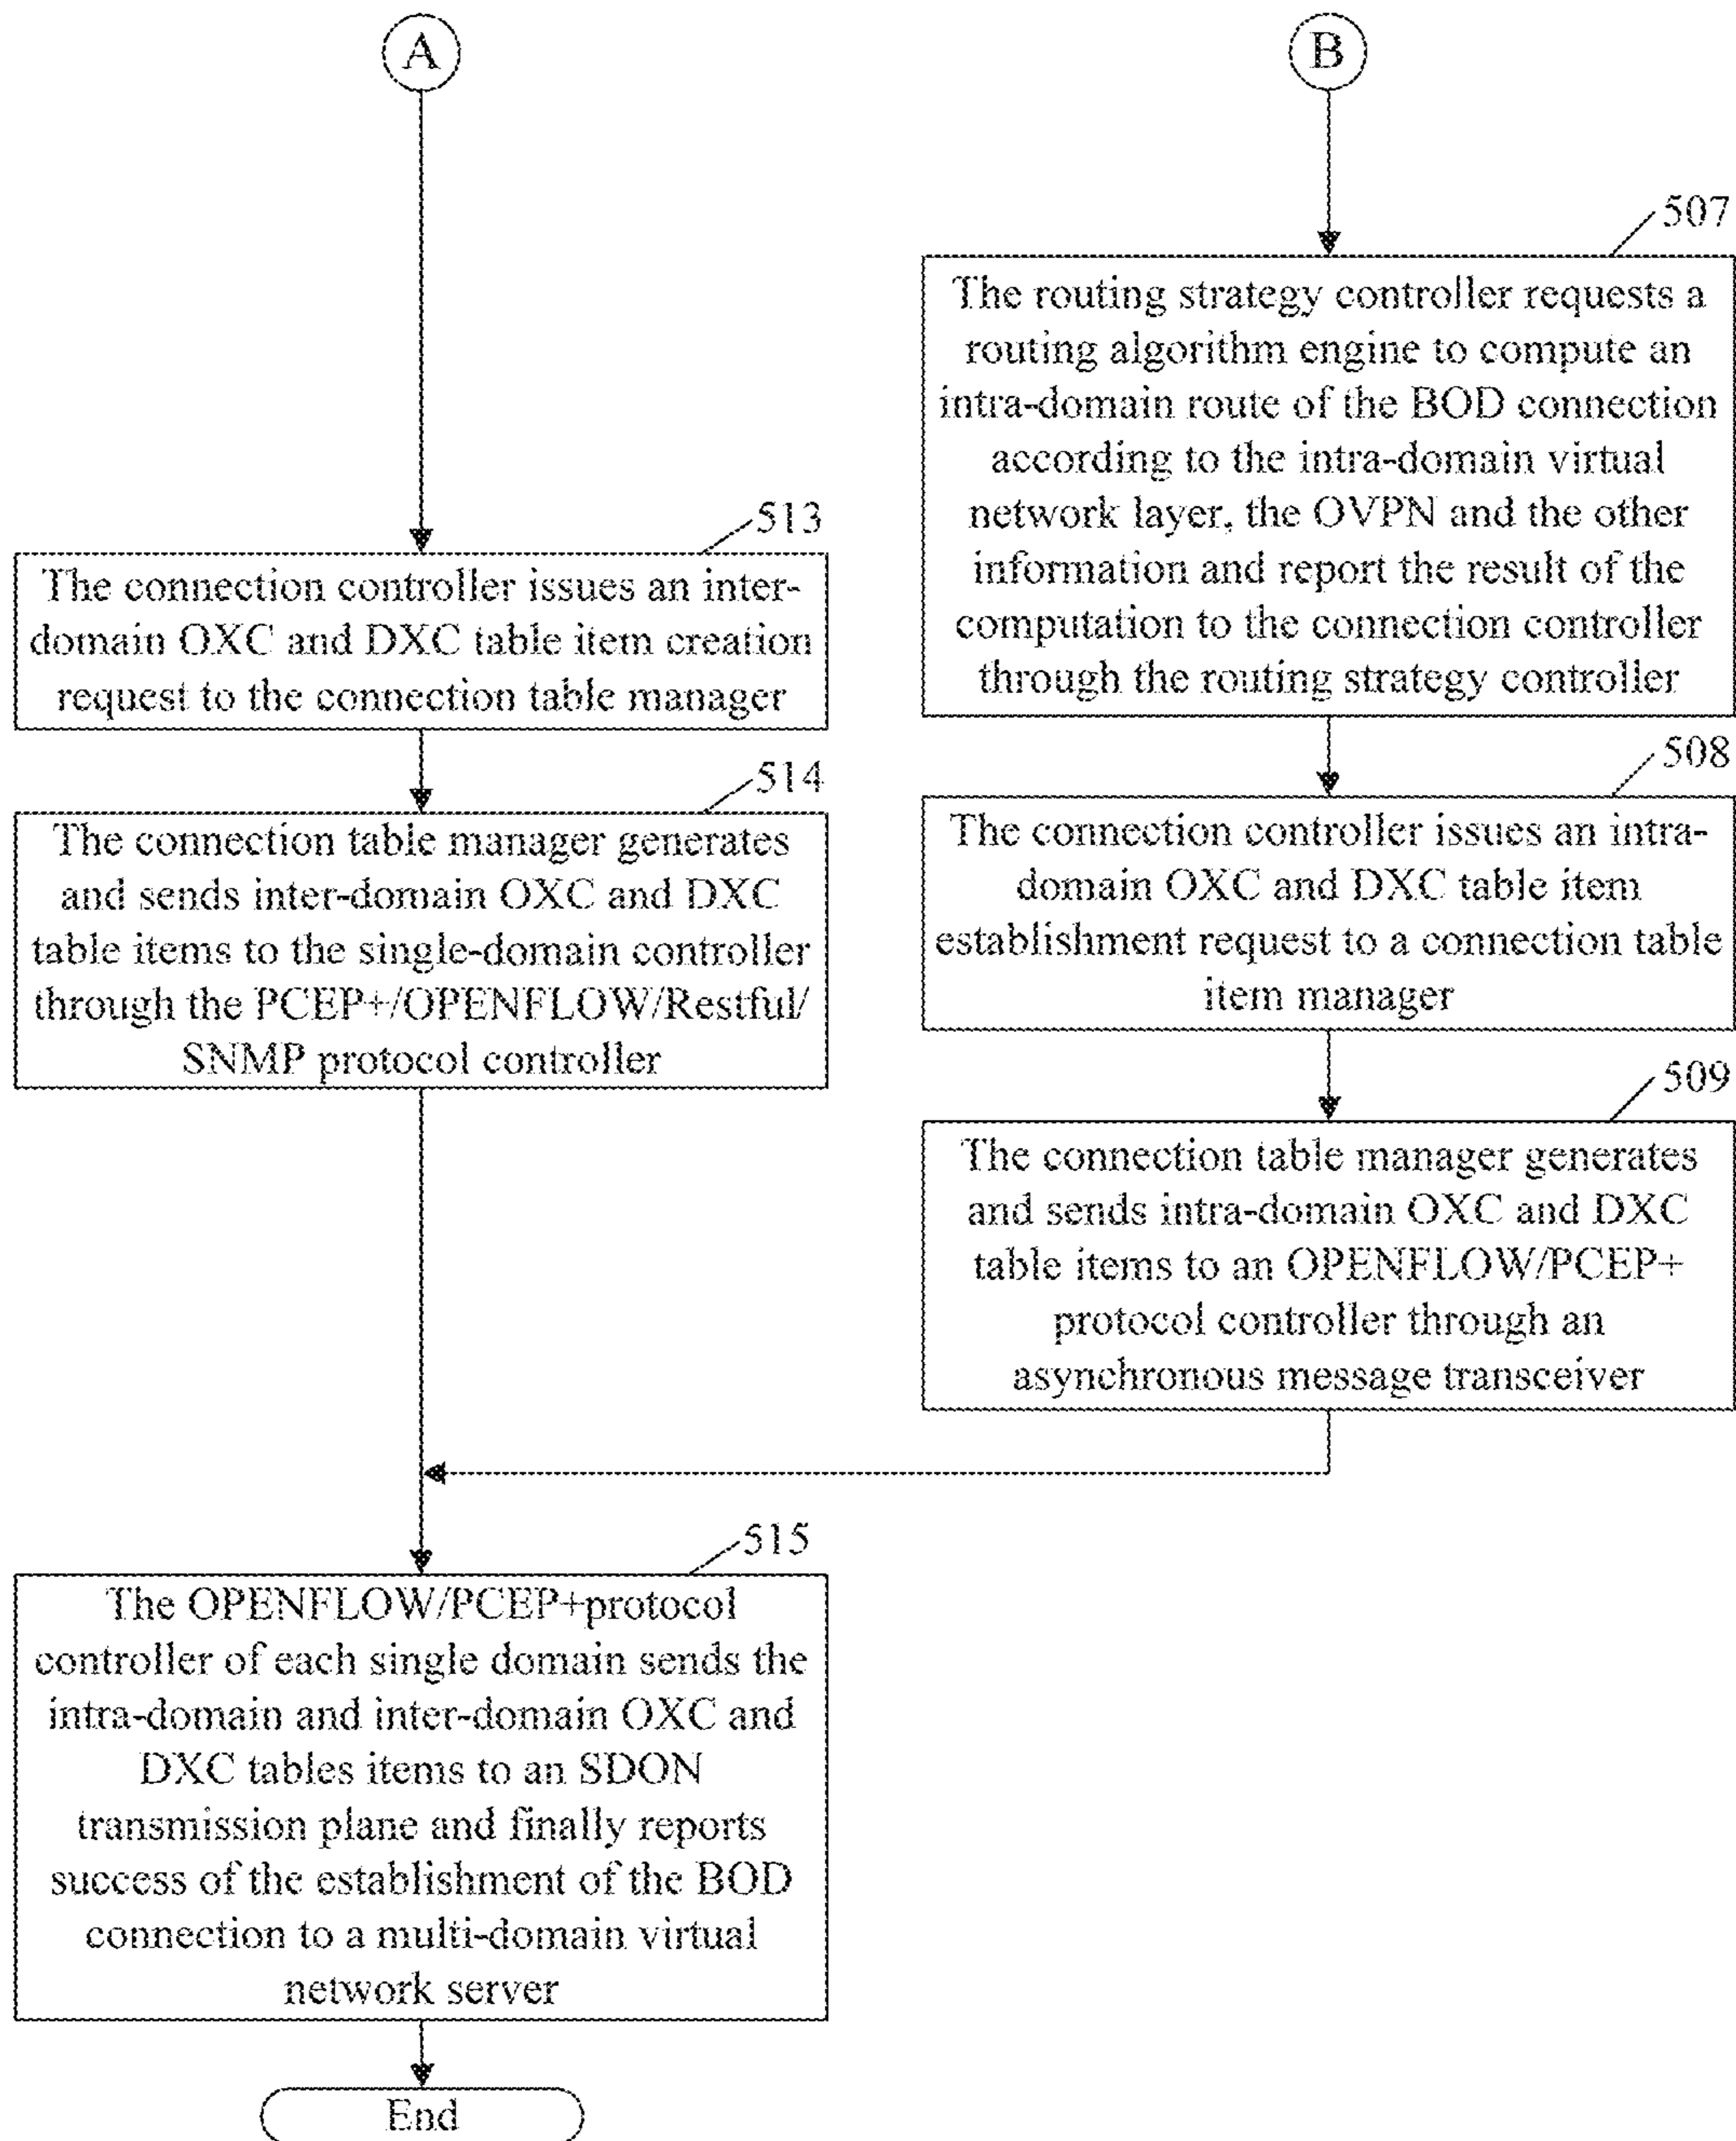 A
B
507
The routing strategy controller requests a
routing algorithm engine to compute an
intra-domain route of the BOD connection
according to the intra-domain virtual
network layer, the OVPN and the other
information and report the result of the
computation to the connection controller
through the routing strategy controller
513
The connection controller issues an inter-
domain OXC and DXC table item creation
request to the connection table manager
514
The connection table manager generates
and sends inter-domain OXC and DXC
table items to the single-domain controller
through the PCEP+/OPENFLOW/Restful/
SNMP protocol controller
508
The connection controller issues an intra-
domain OXC and DXC table item
establishment request to a connection table
item manager
509
The connection table manager generates
and sends intra-domain OXC and DXC
table items to an OPENFLOW/PCEP+
protocol controller through an
asynchronous message transceiver
515
The OPENFLOW/PCEP+protocol
controller of each single domain sends the
intra-domain and inter-domain OXC and
DXC tables items to an SDON
transmission plane and finally reports
success of the establishment of the BOD
connection to a multi-domain virtual
network server
End